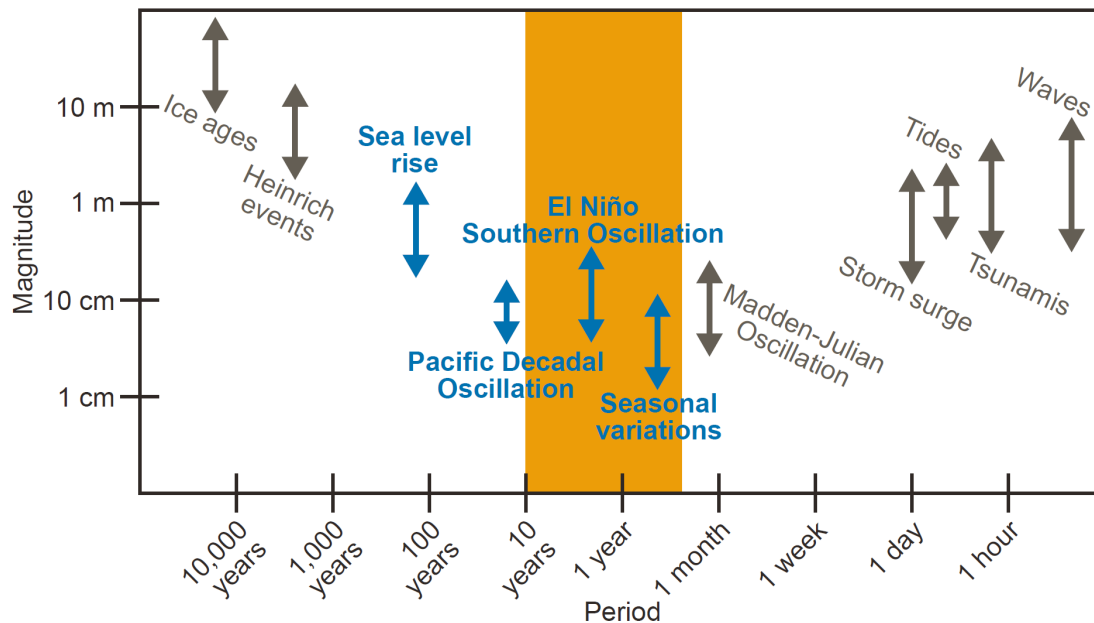 Magnitude
10 m
1 m
10 cm
1 cm
Ice ages
Heinrich
events
Sea level
rise
Pacific Decadal
Oscillation
El Niño
Southern Oscillation
Seasonal
variations
Madden-Julian
Oscillation
Storm surge
Tides
Tsunamis
Waves
10,000
years
1,000
years
100
years
10
years
1 year
1 month
1 week
1 day
1 hour
Period